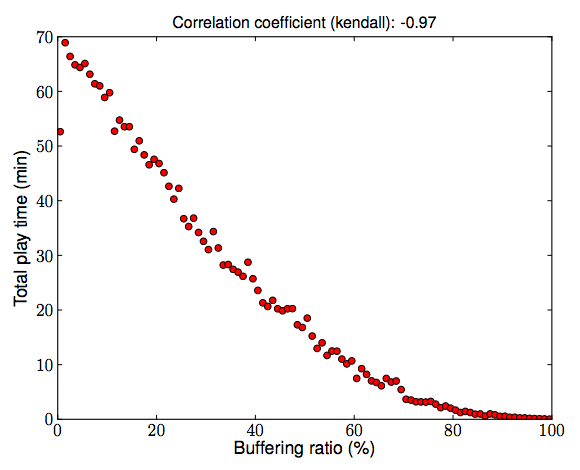 Correlation coefficient (kendall): -0.97
70
60
50
40
30
20
10
0
Total play time (min)
0 20 40 60 80 100
Buffering ratio (%)